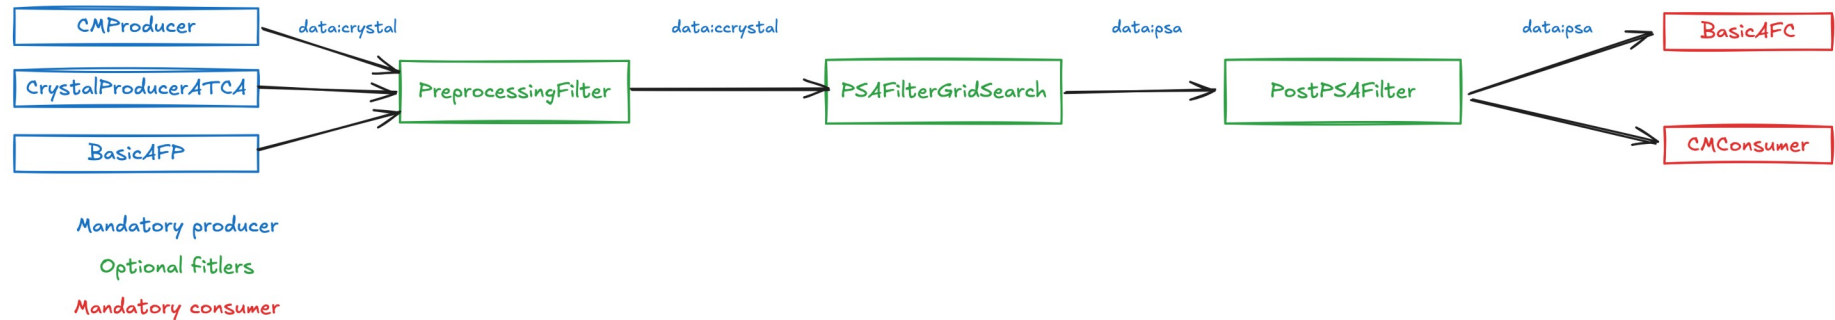 CMProducer
data:crystal
data:ccrystal
data:psa
data:psa
BasicAFC
CrystalProducerATCA
PreprocessingFilter
PSAFilterGridSearch
PostPSAFilter
BasicAFP
CMConsumer
Mandatory producer
Optional fitlers
Mandatory consumer